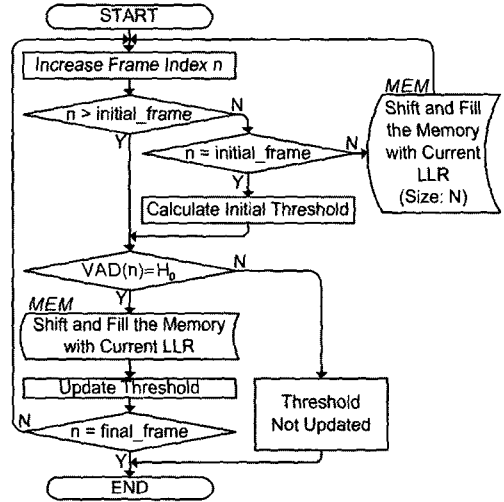 START
Increase Frame Index n
n > initial_frame
N
Y
n = initial_frame
N
Y
MEM
Shift and Fill
the Memory
with Current
LLR
(Size: N)
Calculate Initial Threshold
VAD(n)=H₀
N
Y
MEM
Shift and Fill the Memory
with Current LLR
Update Threshold
Threshold
Not Updated
N
n = final_frame
Y
END